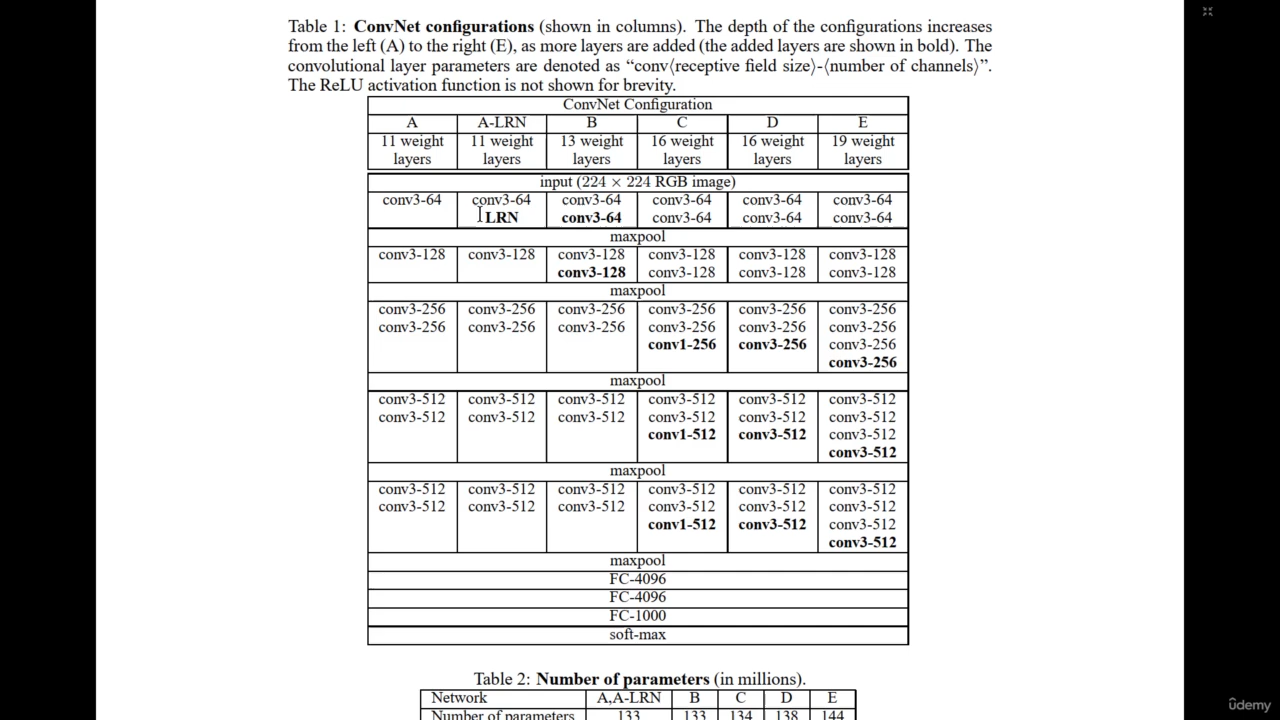 Table 1: ConvNet configurations (shown in columns). The depth of the configurations increases
from the left (A) to the right (E), as more layers are added (the added layers are shown in bold). The
convolutional layer parameters are denoted as “conv⟨receptive field size⟩-⟨number of channels⟩”.
The ReLU activation function is not shown for brevity.
ConvNet Configuration
A A-LRN B C D E
11 weight 11 weight 13 weight 16 weight 16 weight 19 weight
layers layers layers layers layers layers
input (224 × 224 RGB image)
conv3-64 conv3-64 conv3-64 conv3-64 conv3-64 conv3-64
LRN conv3-64 conv3-64 conv3-64 conv3-64
maxpool
conv3-128 conv3-128 conv3-128 conv3-128 conv3-128 conv3-128
conv3-128 conv3-128 conv3-128 conv3-128
maxpool
conv3-256 conv3-256 conv3-256 conv3-256 conv3-256 conv3-256
conv3-256 conv3-256 conv3-256 conv3-256 conv3-256 conv3-256
conv1-256 conv3-256 conv3-256
conv3-256
maxpool
conv3-512 conv3-512 conv3-512 conv3-512 conv3-512 conv3-512
conv3-512 conv3-512 conv3-512 conv3-512 conv3-512 conv3-512
conv1-512 conv3-512 conv3-512
conv3-512
maxpool
conv3-512 conv3-512 conv3-512 conv3-512 conv3-512 conv3-512
conv3-512 conv3-512 conv3-512 conv3-512 conv3-512 conv3-512
conv1-512 conv3-512 conv3-512
conv3-512
maxpool
FC-4096
FC-4096
FC-1000
soft-max
Table 2: Number of parameters (in millions).
Network A,A-LRN B C D E
Number of parameters 133 133 134 138 144
ûdemy